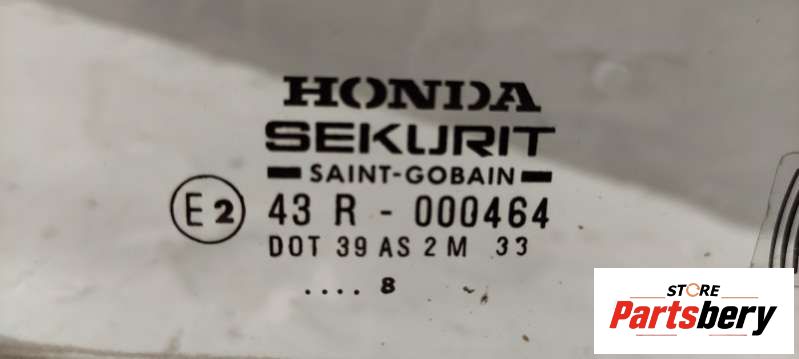 HONDA
SEKURIT
SAINT-GOBAIN
E2 43 R - 000464
DOT 39 AS 2 M 33
.... 8
STORE
Partsbery